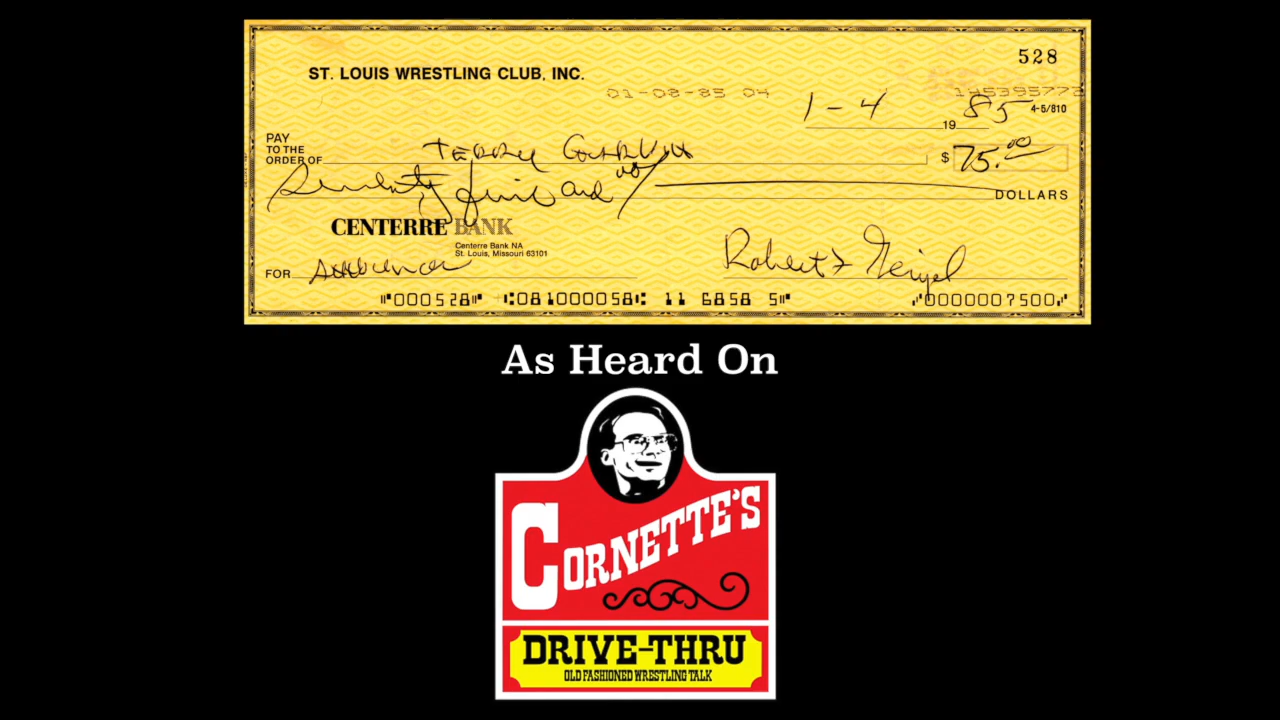 528
ST. LOUIS WRESTLING CLUB, INC.
01-08-85 04
1-4 19 85 4-5/810
PAY
TO THE
ORDER OF Terry Garvin $ 75.00
Seventy five and 00/ DOLLARS
CENTERRE BANK
Centerre Bank NA
St. Louis, Missouri 63101
FOR Robert F Geigel
000528 081000058 11 6858 5 0000007500
As Heard On
CORNETTE'S
DRIVE-THRU
OLD FASHIONED WRESTLING TALK